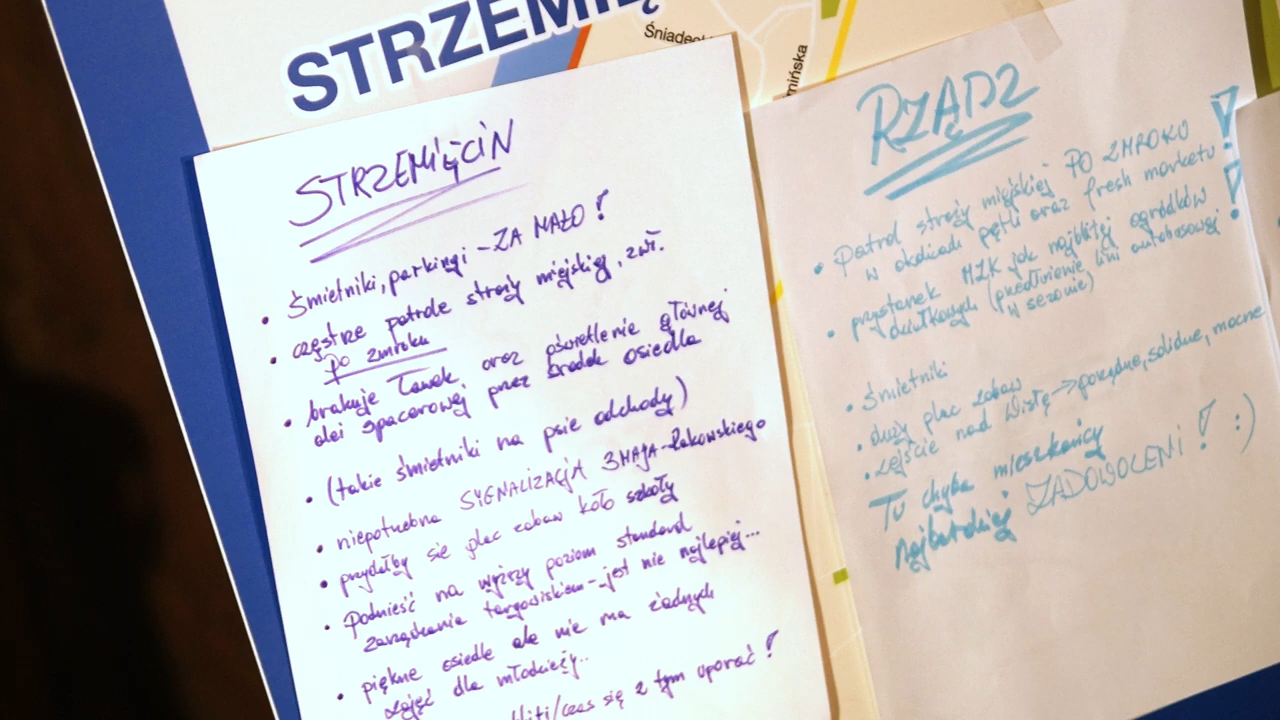 STRZEMIĘ
Śniadec
mińska
STRZEMIĘCIN
• Śmietniki, parkingi - ZA MAŁO!
• częstrze patrole straży miejskiej, zwł.
po zmroku
• brakuje ławek oraz oświetlenie głównej
alei spacerowej przez środek osiedla
• (takie śmietniki na psie odchody)
• niepotrzebna SYGNALIZACJA 3 MAJA - Łakowskiego
• przydałby się plac zabaw koło szkoły
• podnieść na wyższy poziom standard
zarządzania targowiskiem - jest nie najlepiej...
• piękne osiedle ale nie ma żadnych
zajęć dla młodzieży..
czas się z tym uporać!
RZĄDZ
• Patrol straży miejskiej PO ZMROKU
w okolicach pętli oraz fresh marketu!
• przystanek MZK jak najbliżej ogródków
działkowych (przedłużenie linii autobusowej!
w sezonie)
• śmietniki
• duży plac zabaw
• zejście nad Wisłę → porządne, solidne, mocne
Tu chyba mieszkańcy
najbardziej ZADOWOLENI! :)